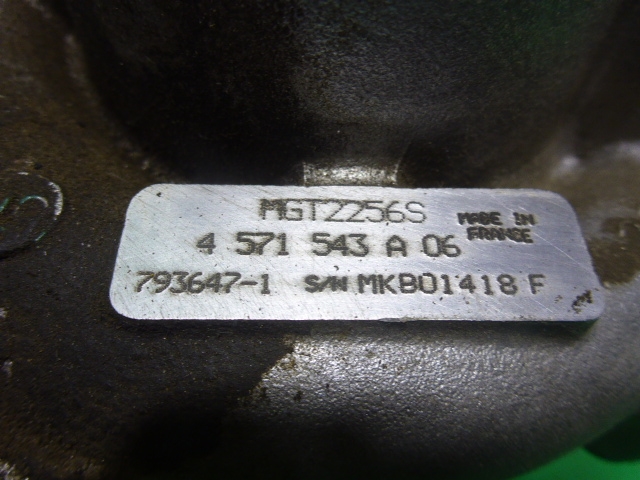 MGT2256S
MADE IN
FRANCE
4 571 543 A 06
793647-1 S/N MKB01418 F